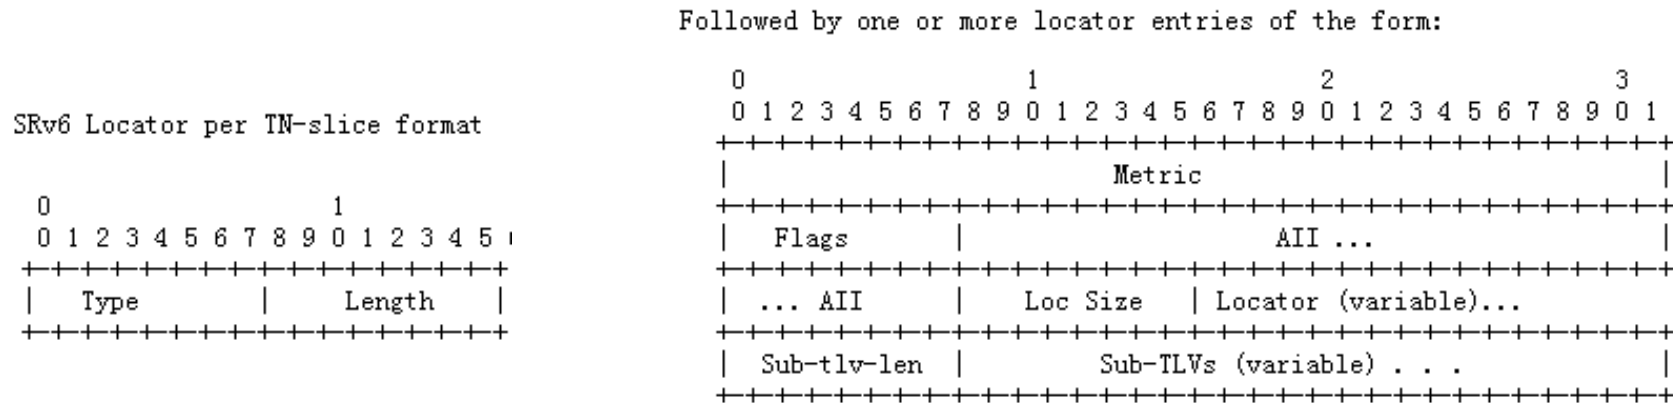 SRv6 Locator per TN-slice format
0 1
0 1 2 3 4 5 6 7 8 9 0 1 2 3 4 5
+-+-+-+-+-+-+-+-+-+-+-+-+-+-+-+-+
| Type | Length |
+-+-+-+-+-+-+-+-+-+-+-+-+-+-+-+-+
Followed by one or more locator entries of the form:
0 1 2 3
0 1 2 3 4 5 6 7 8 9 0 1 2 3 4 5 6 7 8 9 0 1 2 3 4 5 6 7 8 9 0 1
+-+-+-+-+-+-+-+-+-+-+-+-+-+-+-+-+-+-+-+-+-+-+-+-+-+-+-+-+-+-+-+-+
| Metric |
+-+-+-+-+-+-+-+-+-+-+-+-+-+-+-+-+-+-+-+-+-+-+-+-+-+-+-+-+-+-+-+-+
| Flags | AII ... |
+-+-+-+-+-+-+-+-+-+-+-+-+-+-+-+-+-+-+-+-+-+-+-+-+-+-+-+-+-+-+-+-+
| ... AII | Loc Size | Locator (variable)...
+-+-+-+-+-+-+-+-+-+-+-+-+-+-+-+-+-+-+-+-+-+-+-+-+-+-+-+-+-+-+-+-+
| Sub-tlv-len | Sub-TLVs (variable) . . . |
+-+-+-+-+-+-+-+-+-+-+-+-+-+-+-+-+-+-+-+-+-+-+-+-+-+-+-+-+-+-+-+-+